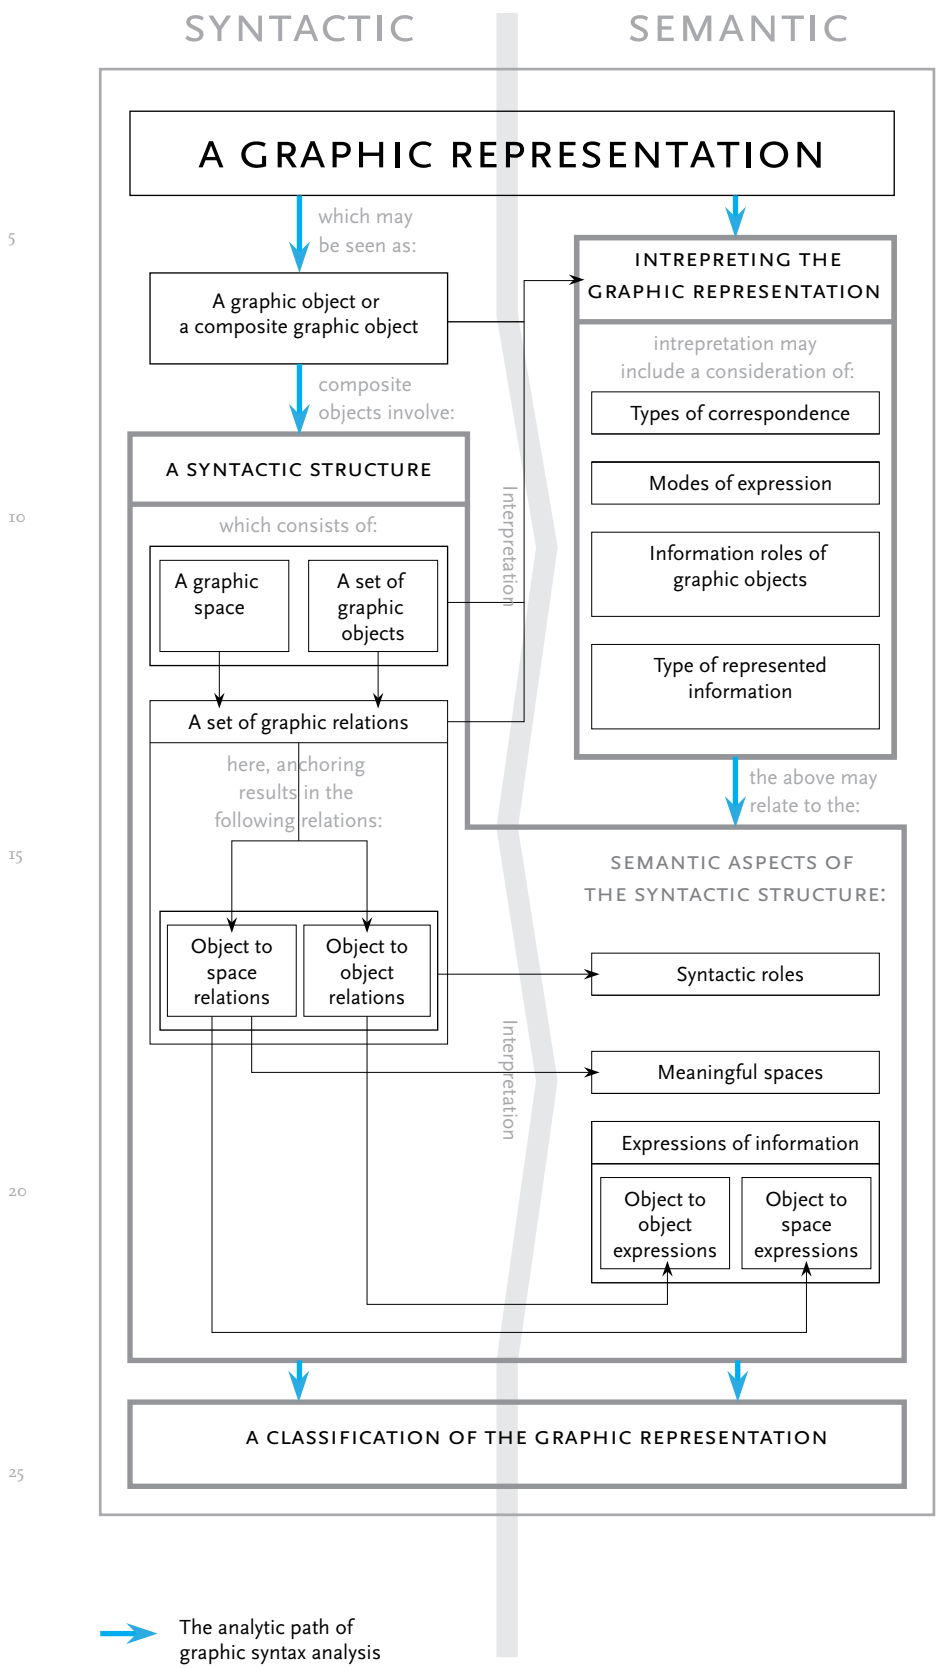 SYNTACTIC
SEMANTIC
A GRAPHIC REPRESENTATION
which may
be seen as:
5
A graphic object or
a composite graphic object
INTREPRETING THE
GRAPHIC REPRESENTATION
intrepretation may
include a consideration of:
composite
objects involve:
Types of correspondence
A SYNTACTIC STRUCTURE
Modes of expression
10
which consists of:
Interpretation
A graphic
space
A set of
graphic
objects
Information roles of
graphic objects
Type of represented
information
A set of graphic relations
here, anchoring
results in the
following relations:
the above may
relate to the:
15
SEMANTIC ASPECTS OF
THE SYNTACTIC STRUCTURE:
Object to
space
relations
Object to
object
relations
Syntactic roles
Interpretation
Meaningful spaces
Expressions of information
20
Object to
object
expressions
Object to
space
expressions
A CLASSIFICATION OF THE GRAPHIC REPRESENTATION
25
The analytic path of
graphic syntax analysis